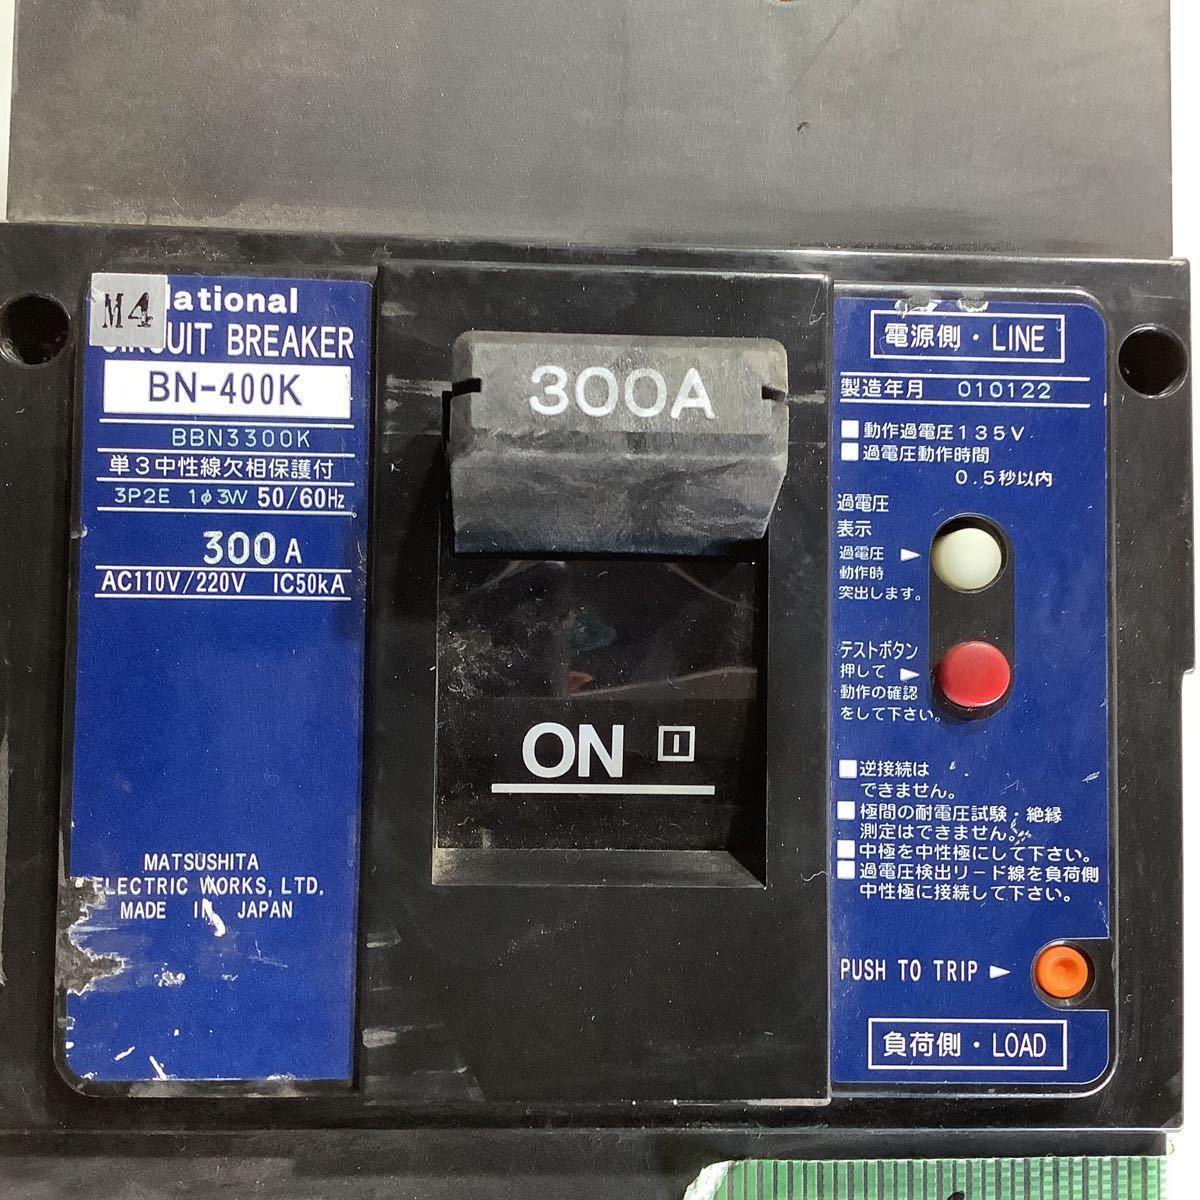 M4
National
CIRCUIT BREAKER
BN-400K
BBN3300K
単3中性線欠相保護付
3P2E 1φ3W 50/60Hz
300A
AC110V/220V IC50kA
MATSUSHITA
ELECTRIC WORKS, LTD.
MADE IN JAPAN
300A
ON
電源側・LINE
製造年月 010122
動作過電圧135V
過電圧動作時間
0.5秒以内
過電圧
表示
過電圧
動作時
突出します。
テストボタン
押して
動作の確認
をして下さい。
逆接続は
できません。
極間の耐電圧試験・絶縁
測定はできません。
中極を中性極にして下さい。
過電圧検出リード線を負荷側
中性極に接続して下さい。
PUSH TO TRIP
負荷側・LOAD